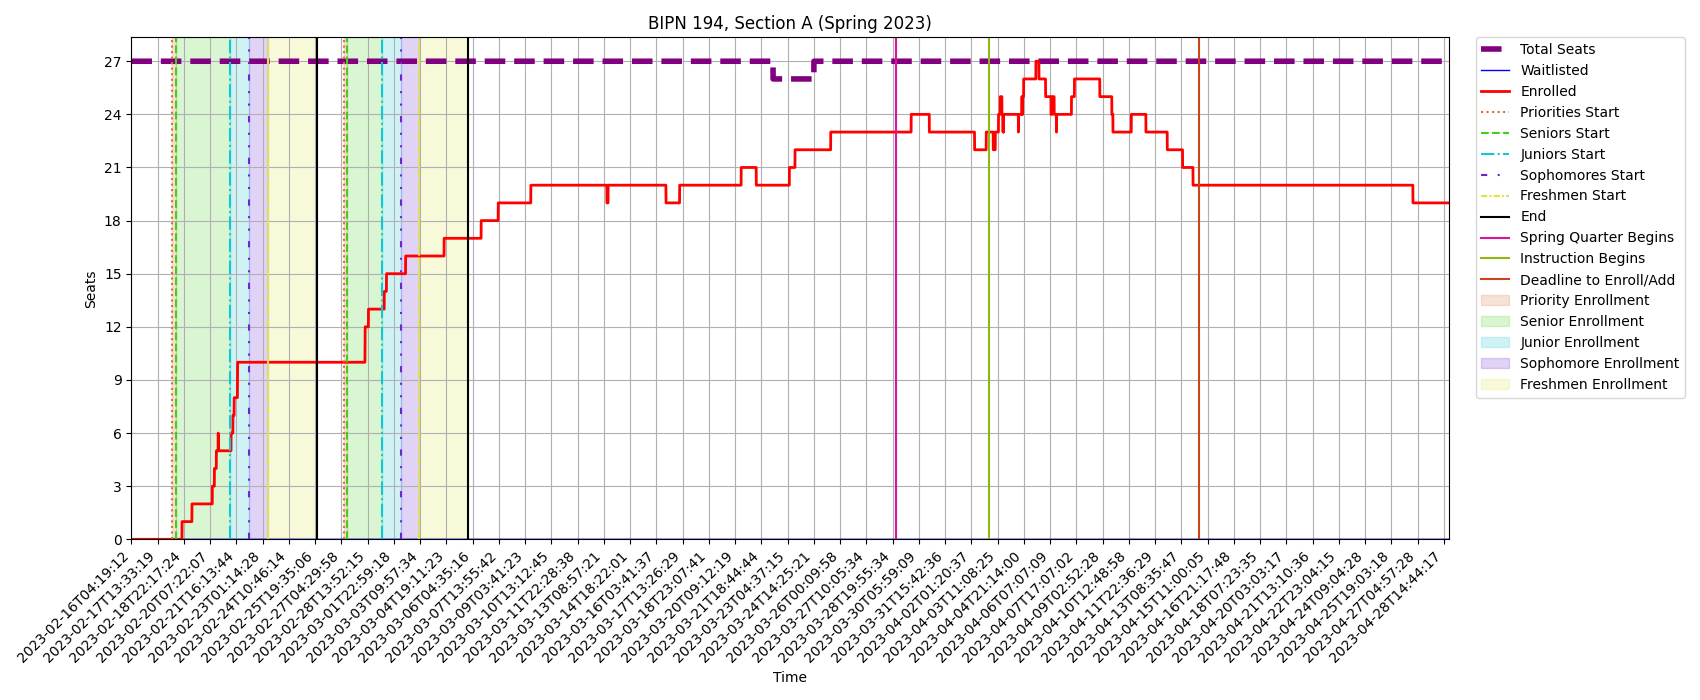 BIPN 194, Section A (Spring 2023)
Seats
27
24
21
18
15
12
9
6
3
0
2023-02-16T04:19:12
2023-02-17T13:33:19
2023-02-18T22:17:24
2023-02-20T07:22:07
2023-02-21T16:13:44
2023-02-23T01:14:28
2023-02-24T10:46:14
2023-02-25T19:35:06
2023-02-27T04:29:58
2023-02-28T13:52:15
2023-03-01T22:59:18
2023-03-03T09:57:34
2023-03-04T19:11:23
2023-03-06T04:35:16
2023-03-07T13:55:42
2023-03-09T03:41:23
2023-03-10T13:12:45
2023-03-11T22:28:38
2023-03-13T08:57:21
2023-03-14T18:22:01
2023-03-16T03:41:37
2023-03-17T13:26:29
2023-03-18T23:07:41
2023-03-20T09:12:19
2023-03-21T18:44:44
2023-03-23T04:37:15
2023-03-24T14:25:21
2023-03-26T00:09:58
2023-03-27T10:05:34
2023-03-28T19:55:34
2023-03-30T05:59:09
2023-03-31T15:42:36
2023-04-02T01:20:37
2023-04-03T11:08:25
2023-04-04T21:14:00
2023-04-06T07:07:09
2023-04-07T17:07:02
2023-04-09T02:52:28
2023-04-10T12:48:58
2023-04-11T22:36:29
2023-04-13T08:35:47
2023-04-15T11:00:05
2023-04-16T21:17:48
2023-04-18T07:23:35
2023-04-20T03:03:17
2023-04-21T13:10:36
2023-04-22T23:04:15
2023-04-24T09:04:28
2023-04-25T19:03:18
2023-04-27T04:57:28
2023-04-28T14:44:17
Time
Total Seats
Waitlisted
Enrolled
Priorities Start
Seniors Start
Juniors Start
Sophomores Start
Freshmen Start
End
Spring Quarter Begins
Instruction Begins
Deadline to Enroll/Add
Priority Enrollment
Senior Enrollment
Junior Enrollment
Sophomore Enrollment
Freshmen Enrollment